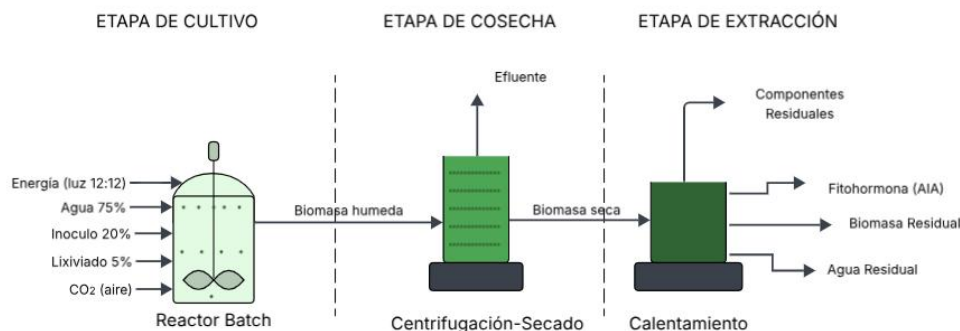 ETAPA DE CULTIVO
ETAPA DE COSECHA
ETAPA DE EXTRACCIÓN
Efluente
Componentes
Residuales
Energía (luz 12:12)
Agua 75%
Inoculo 20%
Lixiviado 5%
CO₂ (aire)
Biomasa humeda
Biomasa seca
Fitohormona (AIA)
Biomasa Residual
Agua Residual
Reactor Batch
Centrifugación-Secado
Calentamiento